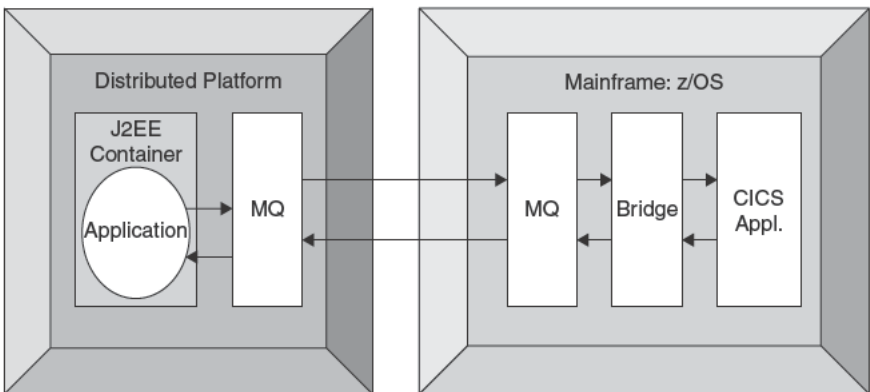 Distributed Platform
J2EE
Container
Application
MQ
Mainframe: z/OS
MQ
Bridge
CICS
Appl.